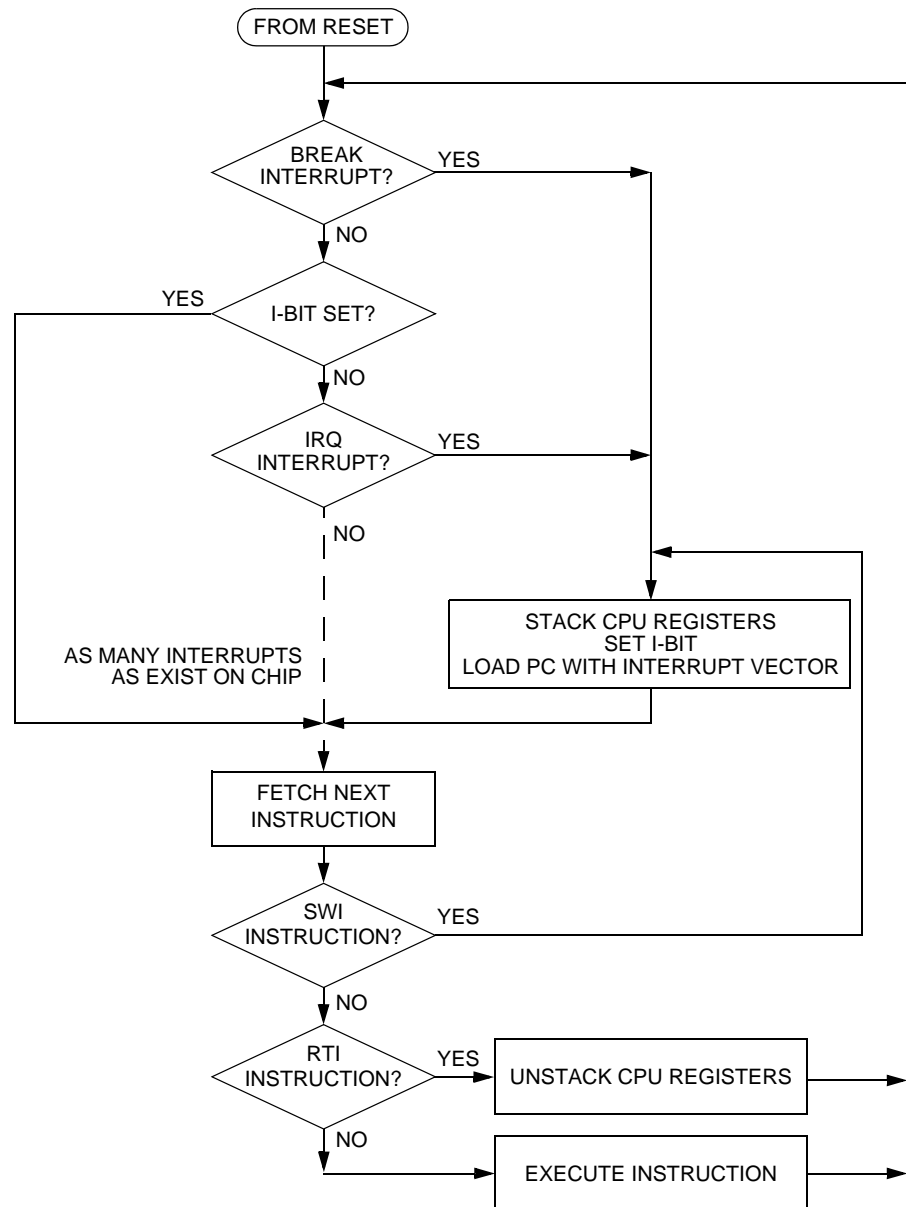 FROM RESET
BREAK
INTERRUPT?
YES
NO
YES
I-BIT SET?
NO
IRQ
INTERRUPT?
YES
NO
STACK CPU REGISTERS
SET I-BIT
LOAD PC WITH INTERRUPT VECTOR
AS MANY INTERRUPTS
AS EXIST ON CHIP
FETCH NEXT
INSTRUCTION
SWI
INSTRUCTION?
YES
NO
RTI
INSTRUCTION?
YES
UNSTACK CPU REGISTERS
NO
EXECUTE INSTRUCTION